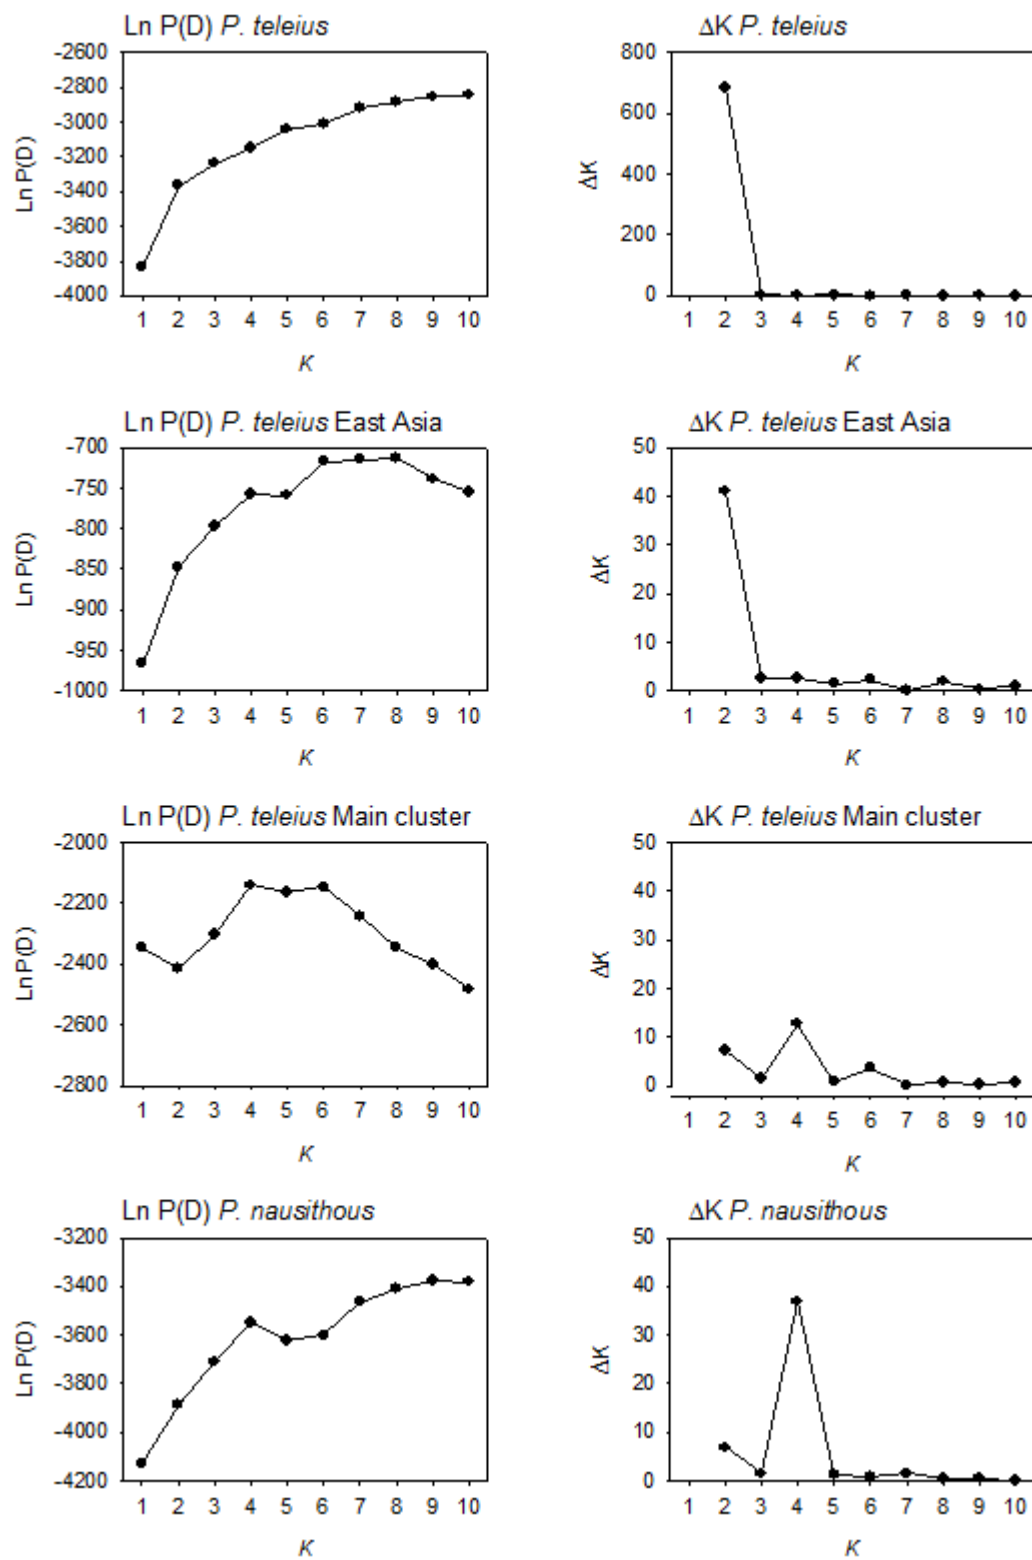 Ln P(D) P. teleius
-2600
-2800
-3000
-3200
-3400
-3600
-3800
-4000
Ln P(D)
1 2 3 4 5 6 7 8 9 10
K
ΔK P. teleius
800
600
400
200
0
ΔK
1 2 3 4 5 6 7 8 9 10
K
Ln P(D) P. teleius East Asia
-700
-750
-800
-850
-900
-950
-1000
Ln P(D)
1 2 3 4 5 6 7 8 9 10
K
ΔK P. teleius East Asia
50
40
30
20
10
0
ΔK
1 2 3 4 5 6 7 8 9 10
K
Ln P(D) P. teleius Main cluster
-2000
-2200
-2400
-2600
-2800
Ln P(D)
1 2 3 4 5 6 7 8 9 10
K
ΔK P. teleius Main cluster
50
40
30
20
10
0
ΔK
1 2 3 4 5 6 7 8 9 10
K
Ln P(D) P. nausithous
-3200
-3400
-3600
-3800
-4000
-4200
Ln P(D)
1 2 3 4 5 6 7 8 9 10
K
ΔK P. nausithous
50
40
30
20
10
0
ΔK
1 2 3 4 5 6 7 8 9 10
K